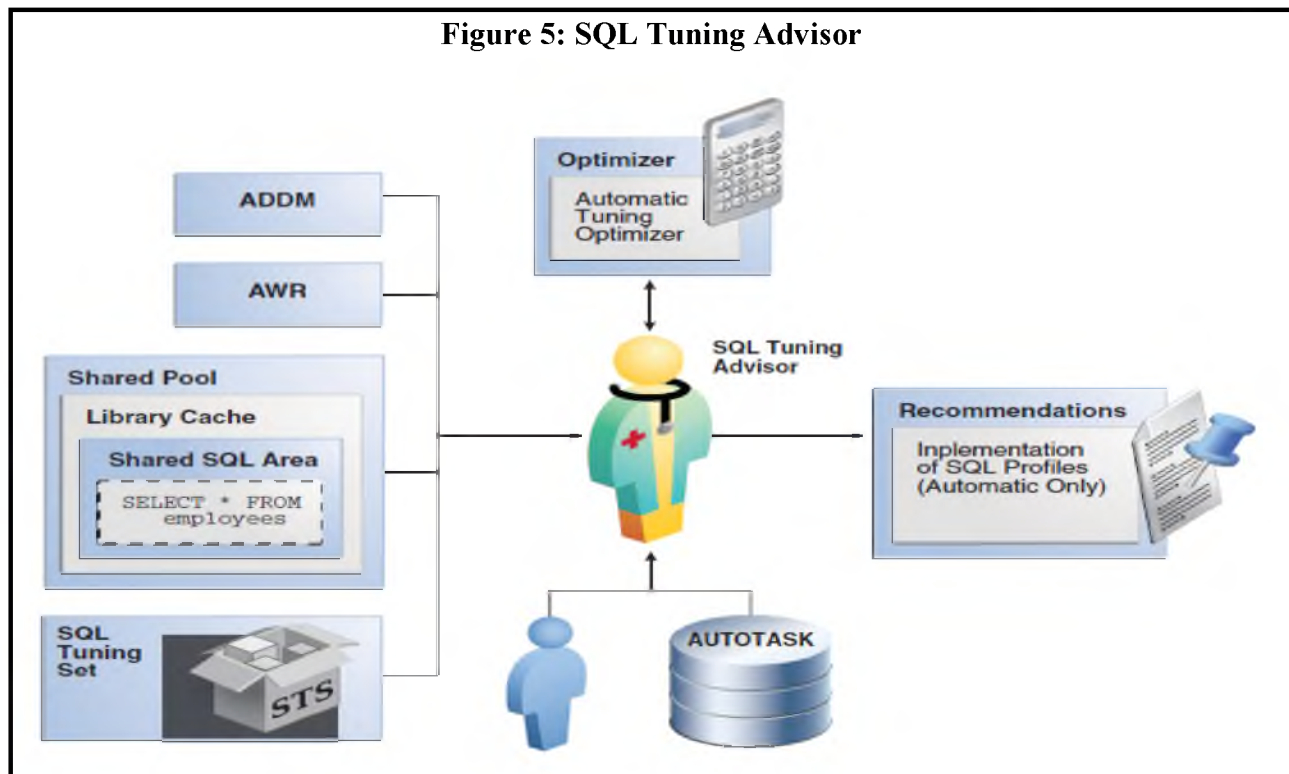 Figure 5: SQL Tuning Advisor
ADDM
AWR
Shared Pool
Library Cache
Shared SQL Area
SELECT * FROM
employees
SQL
Tuning
Set
STS
Optimizer
Automatic
Tuning
Optimizer
SQL Tuning
Advisor
AUTOTASK
Recommendations
Inplementation
of SQL Profiles
(Automatic Only)